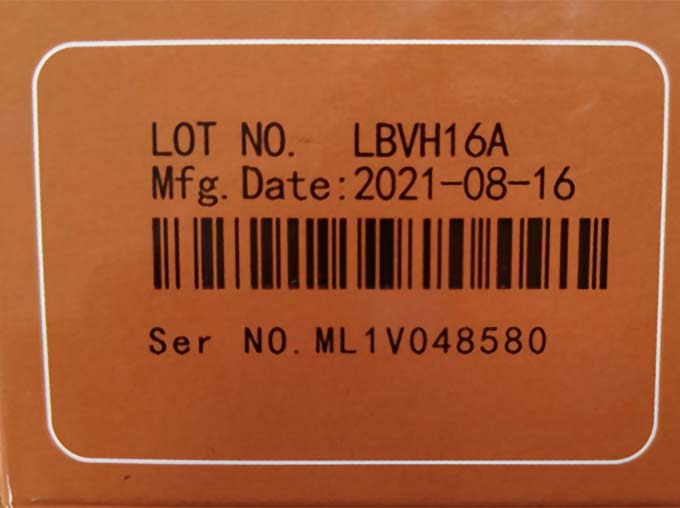 LOT NO. LBVH16A
Mfg.Date:2021-08-16
Ser NO.ML1V048580